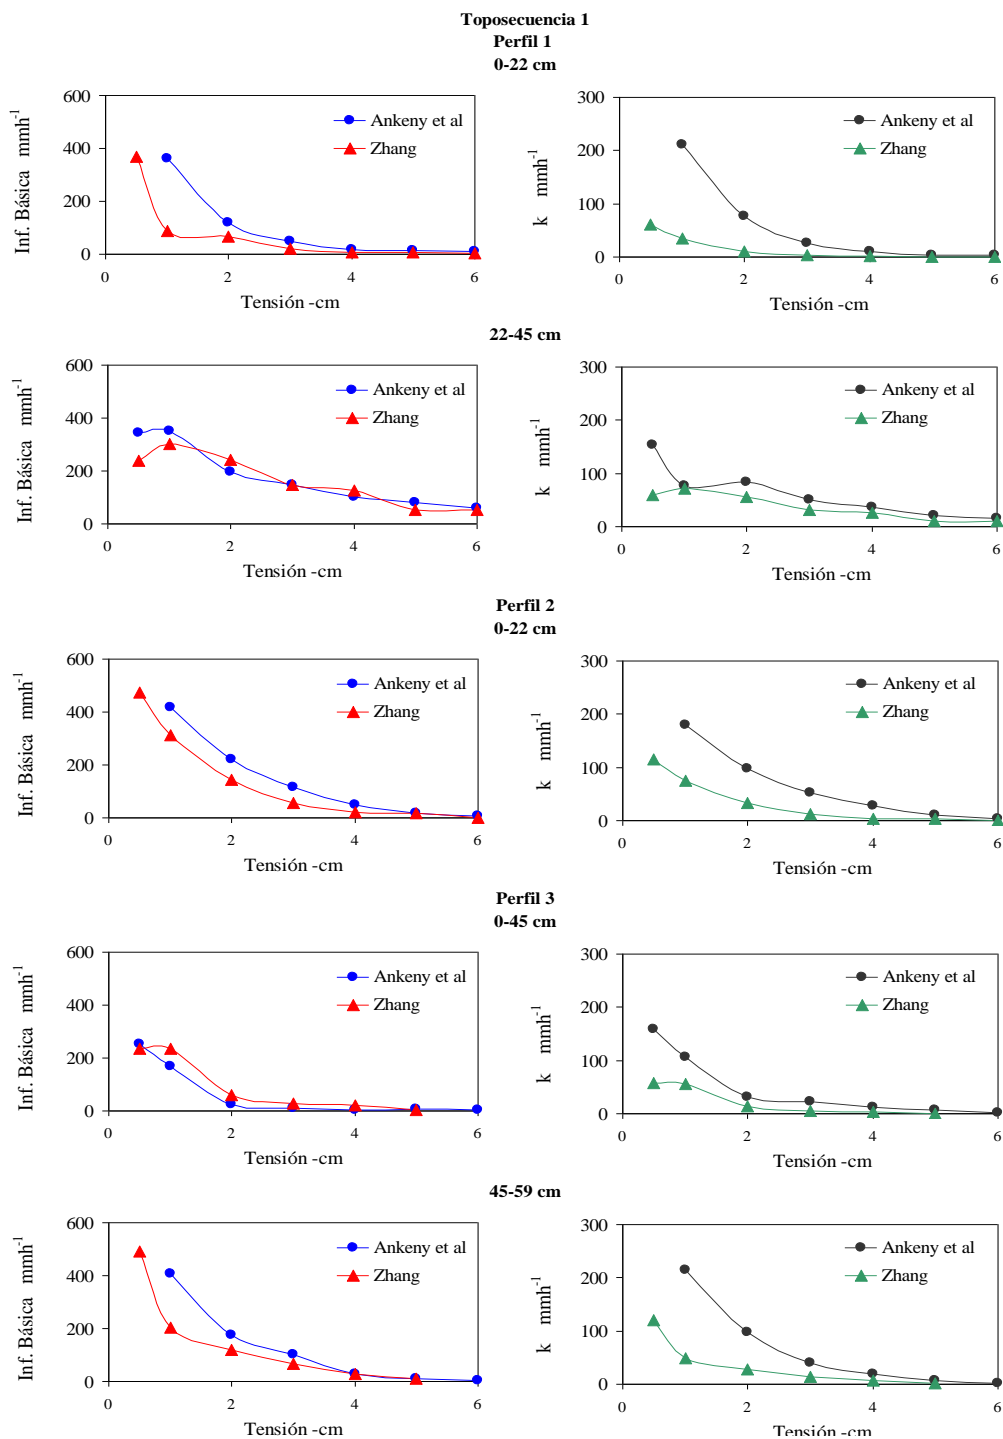 Toposecuencia 1
Perfil 1
0-22 cm
Inf. Básica mmh-1
600
400
200
0
0 2 4 6
Tensión -cm
Ankeny et al
Zhang
k mmh-1
300
200
100
0
0 2 4 6
Tensión -cm
Ankeny et al
Zhang
22-45 cm
Inf. Básica mmh-1
600
400
200
0
0 2 4 6
Tensión -cm
Ankeny et al
Zhang
k mmh-1
300
200
100
0
0 2 4 6
Tensión -cm
Ankeny et al
Zhang
Perfil 2
0-22 cm
Inf. Básica mmh-1
600
400
200
0
0 2 4 6
Tensión -cm
Ankeny et al
Zhang
k mmh-1
300
200
100
0
0 2 4 6
Tensión -cm
Ankeny et al
Zhang
Perfil 3
0-45 cm
Inf. Básica mmh-1
600
400
200
0
0 2 4 6
Tensión -cm
Ankeny et al
Zhang
k mmh-1
300
200
100
0
0 2 4 6
Tensión -cm
Ankeny et al
Zhang
45-59 cm
Inf. Básica mmh-1
600
400
200
0
0 2 4 6
Tensión -cm
Ankeny et al
Zhang
k mmh-1
300
200
100
0
0 2 4 6
Tensión -cm
Ankeny et al
Zhang